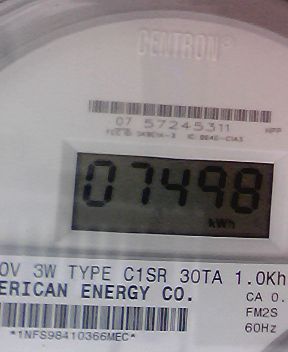 CENTRON®
07 57245311
HPP
07498
kWh
0V 3W TYPE C1SR 30TA 1.0Kh
ERICAN ENERGY CO.
CA 0.
FM2S
60Hz
*1NFS98410366MEC*